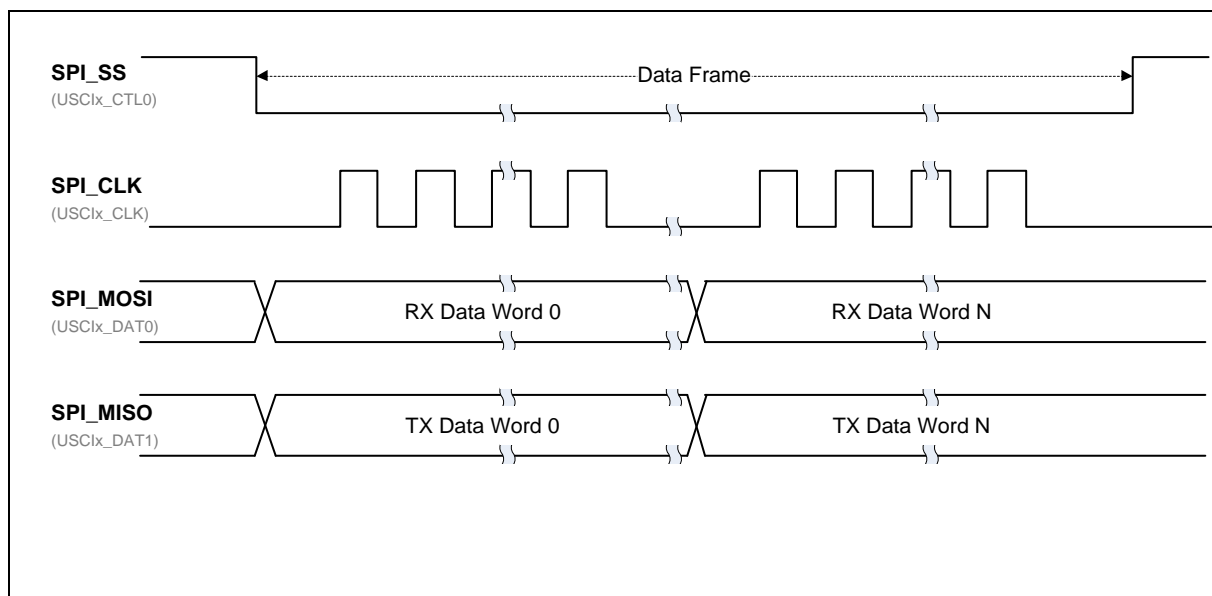 SPI_SS
(USCIx_CTL0)
Data Frame
SPI_CLK
(USCIx_CLK)
SPI_MOSI
(USCIx_DAT0)
RX Data Word 0
RX Data Word N
SPI_MISO
(USCIx_DAT1)
TX Data Word 0
TX Data Word N